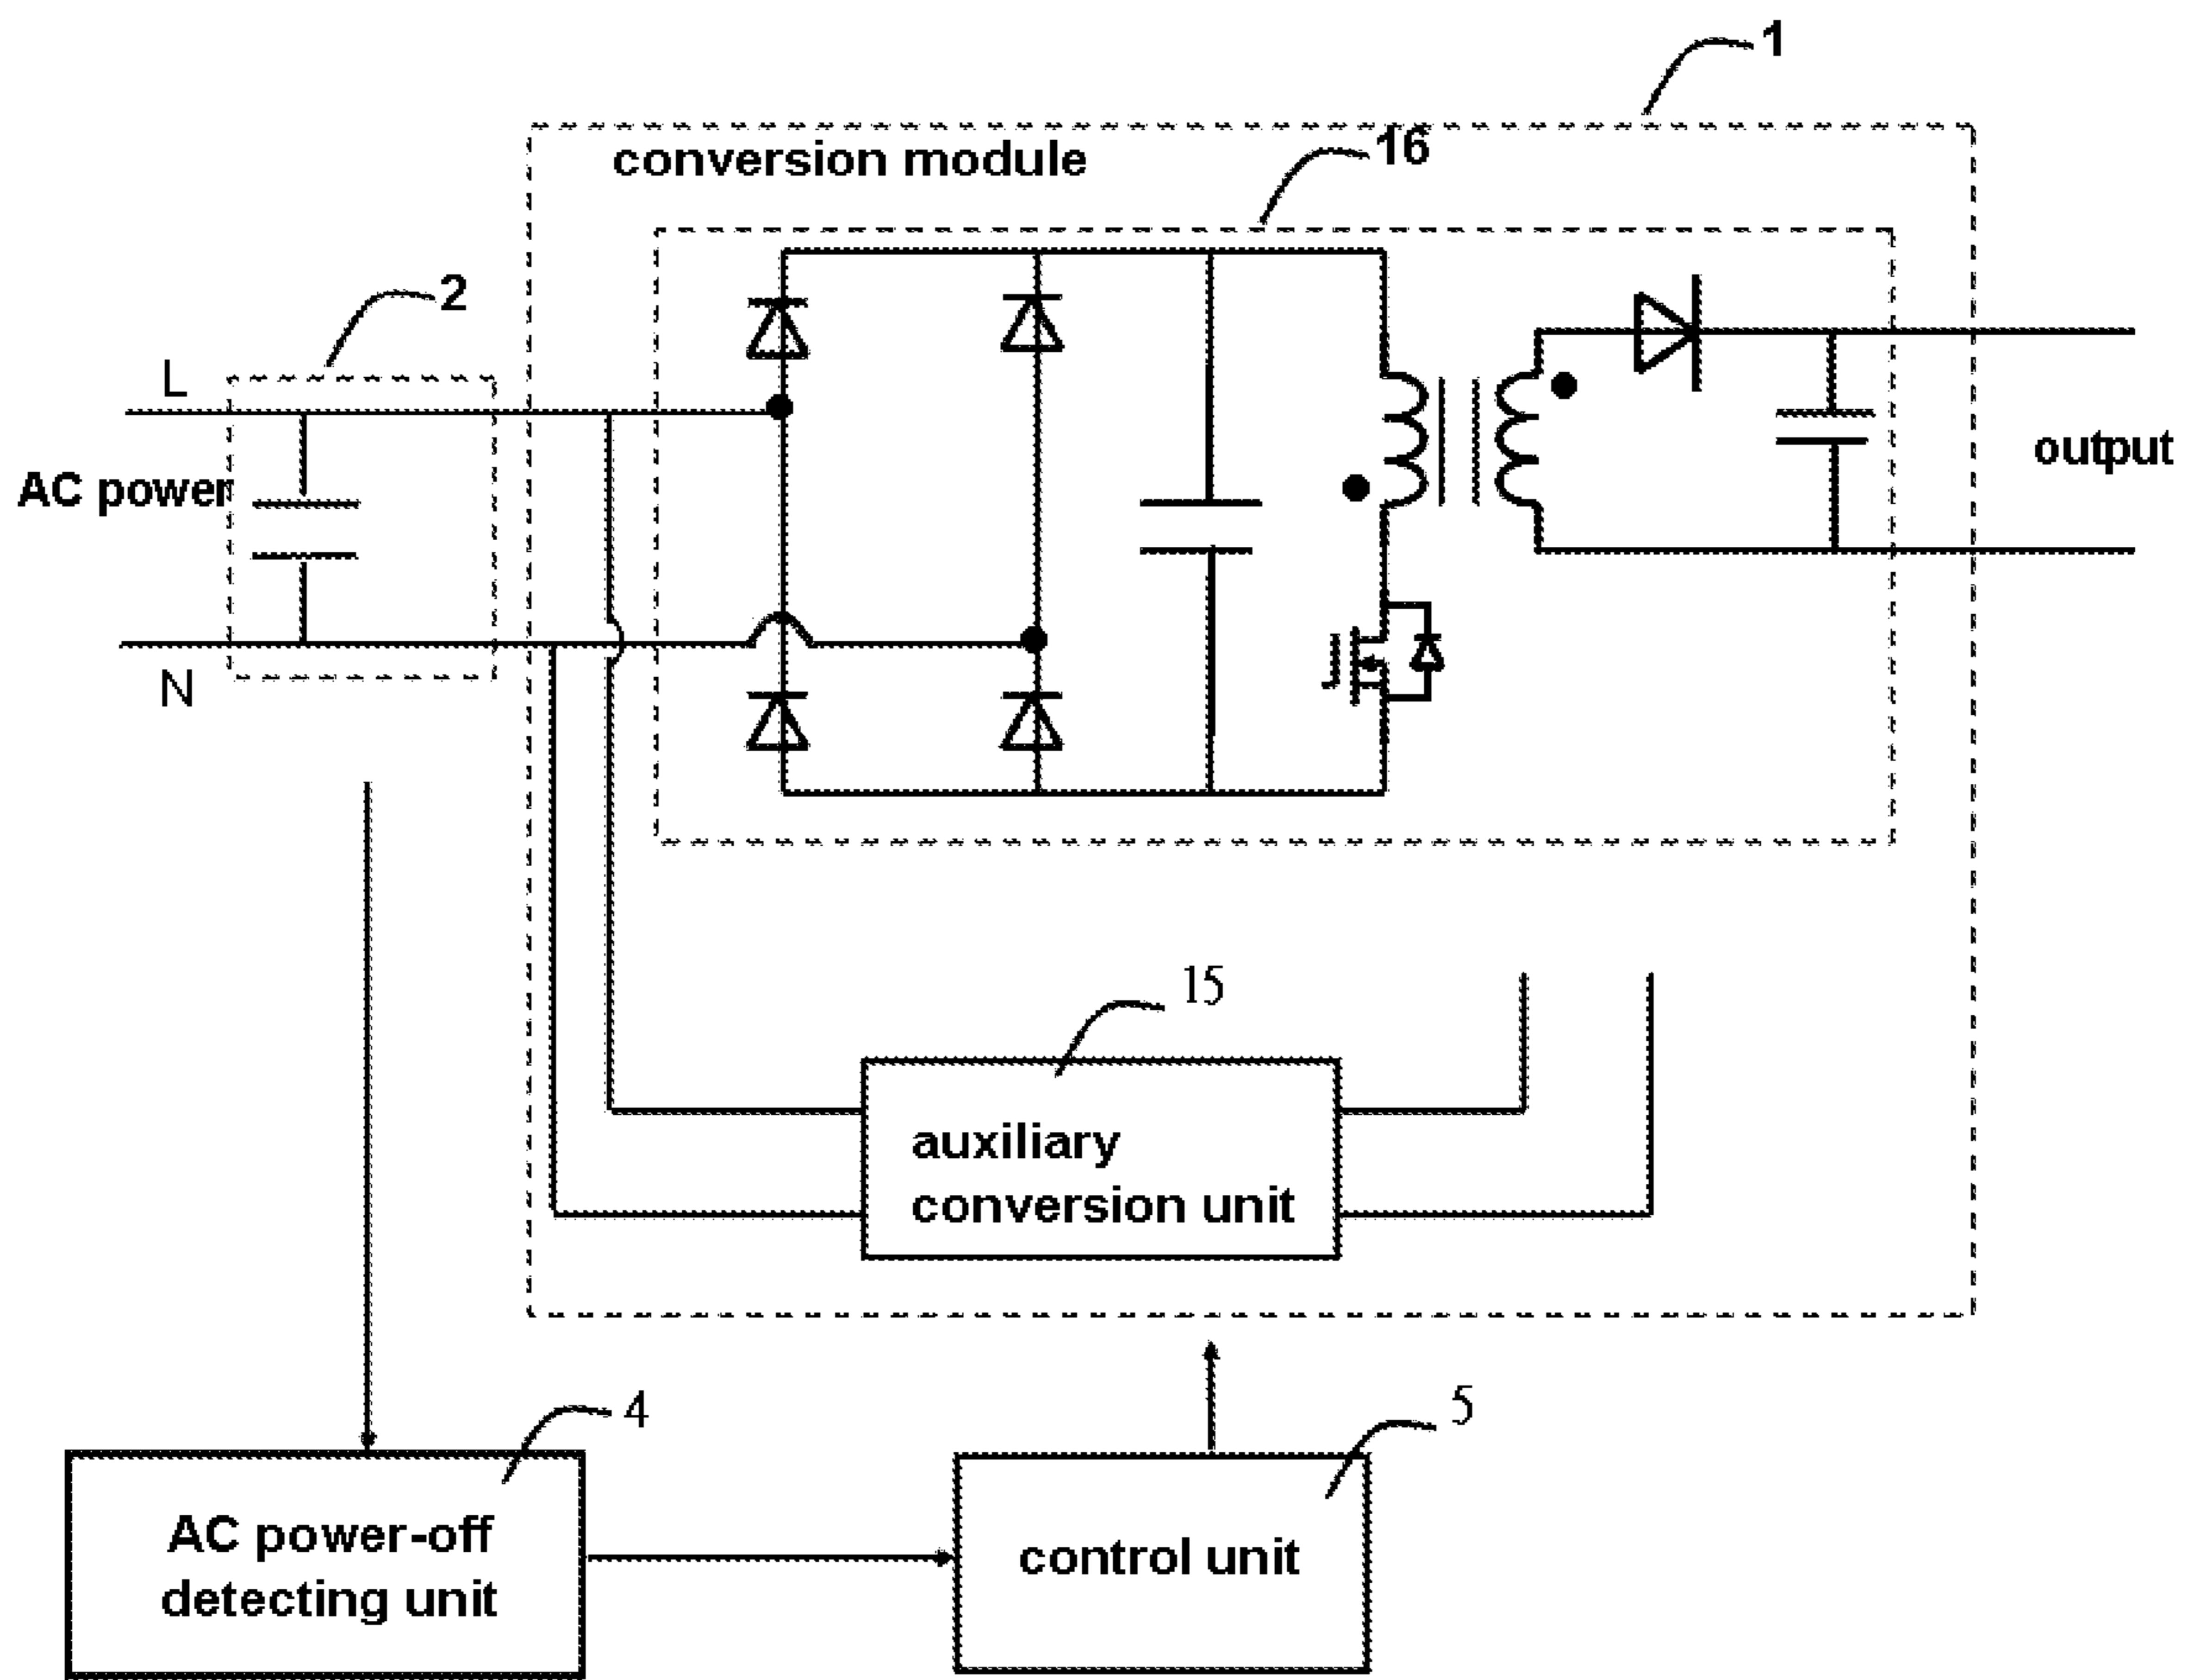 1
conversion module
16
2
L
AC power
output
N
15
auxiliary
conversion unit
4
5
AC power-off
detecting unit
control unit